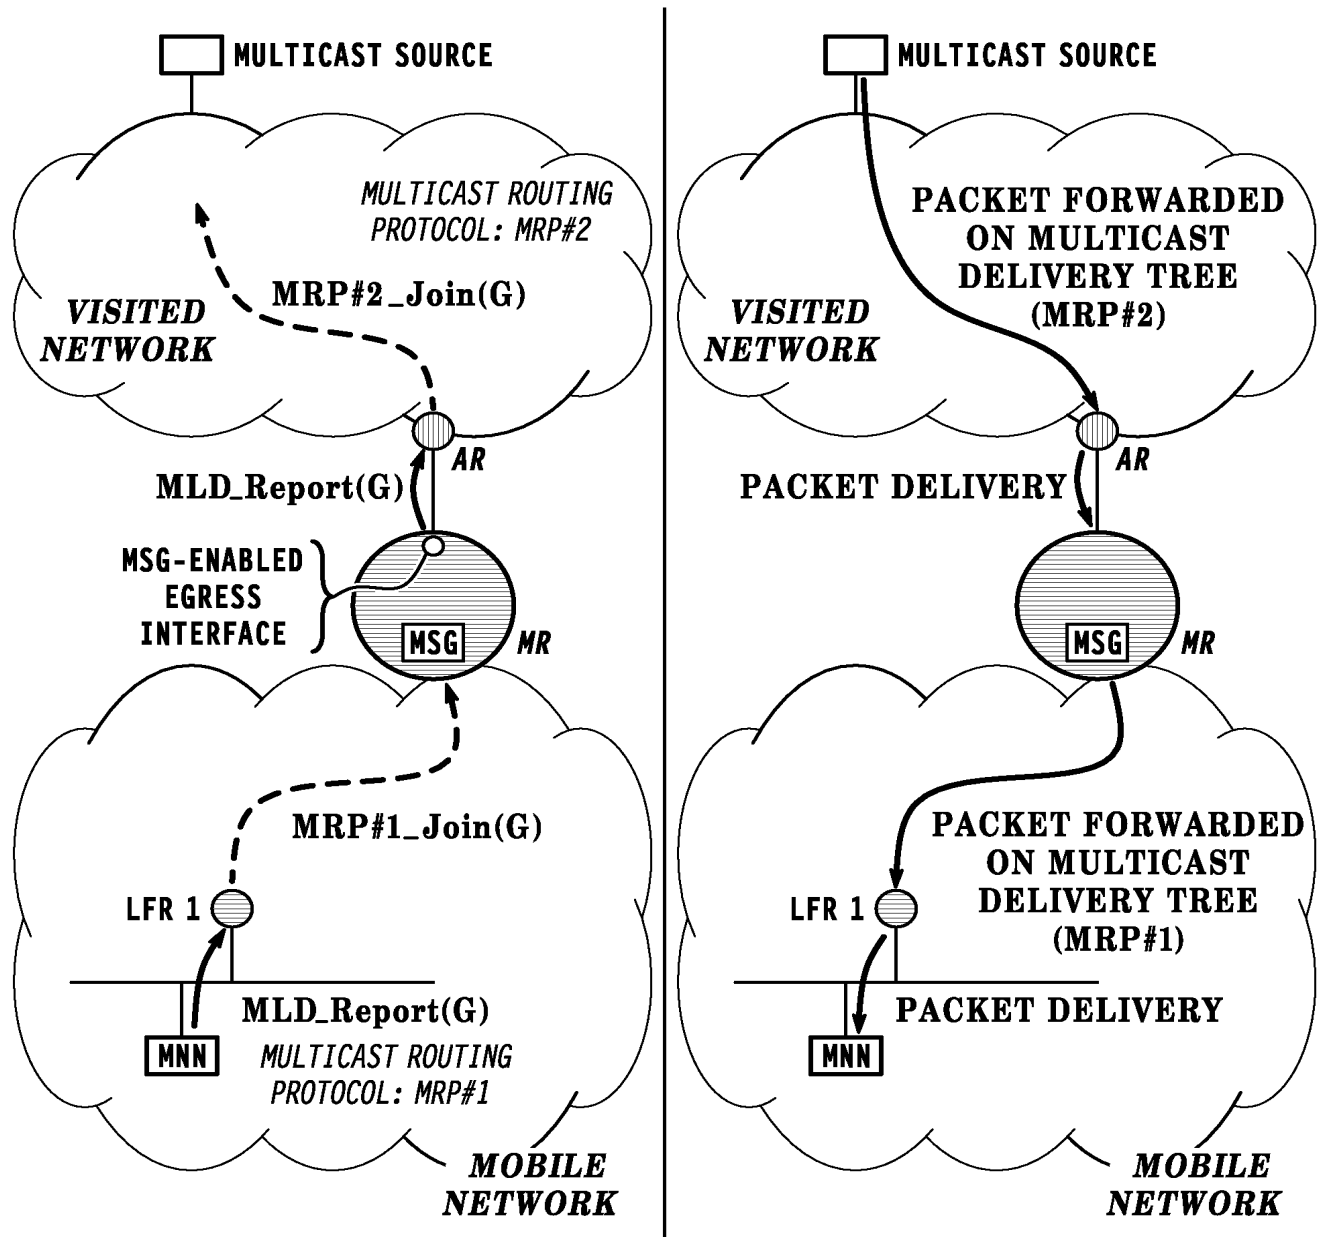 MULTICAST SOURCE
MULTICAST ROUTING
PROTOCOL: MRP#2
MRP#2_Join(G)
VISITED
NETWORK
AR
MLD_Report(G)
MSG-ENABLED
EGRESS
INTERFACE
MSG
MR
MRP#1_Join(G)
LFR 1
MLD_Report(G)
MNN
MULTICAST ROUTING
PROTOCOL: MRP#1
MOBILE
NETWORK
MULTICAST SOURCE
PACKET FORWARDED
ON MULTICAST
DELIVERY TREE
(MRP#2)
VISITED
NETWORK
AR
PACKET DELIVERY
MSG
MR
PACKET FORWARDED
ON MULTICAST
DELIVERY TREE
(MRP#1)
LFR 1
PACKET DELIVERY
MNN
MOBILE
NETWORK